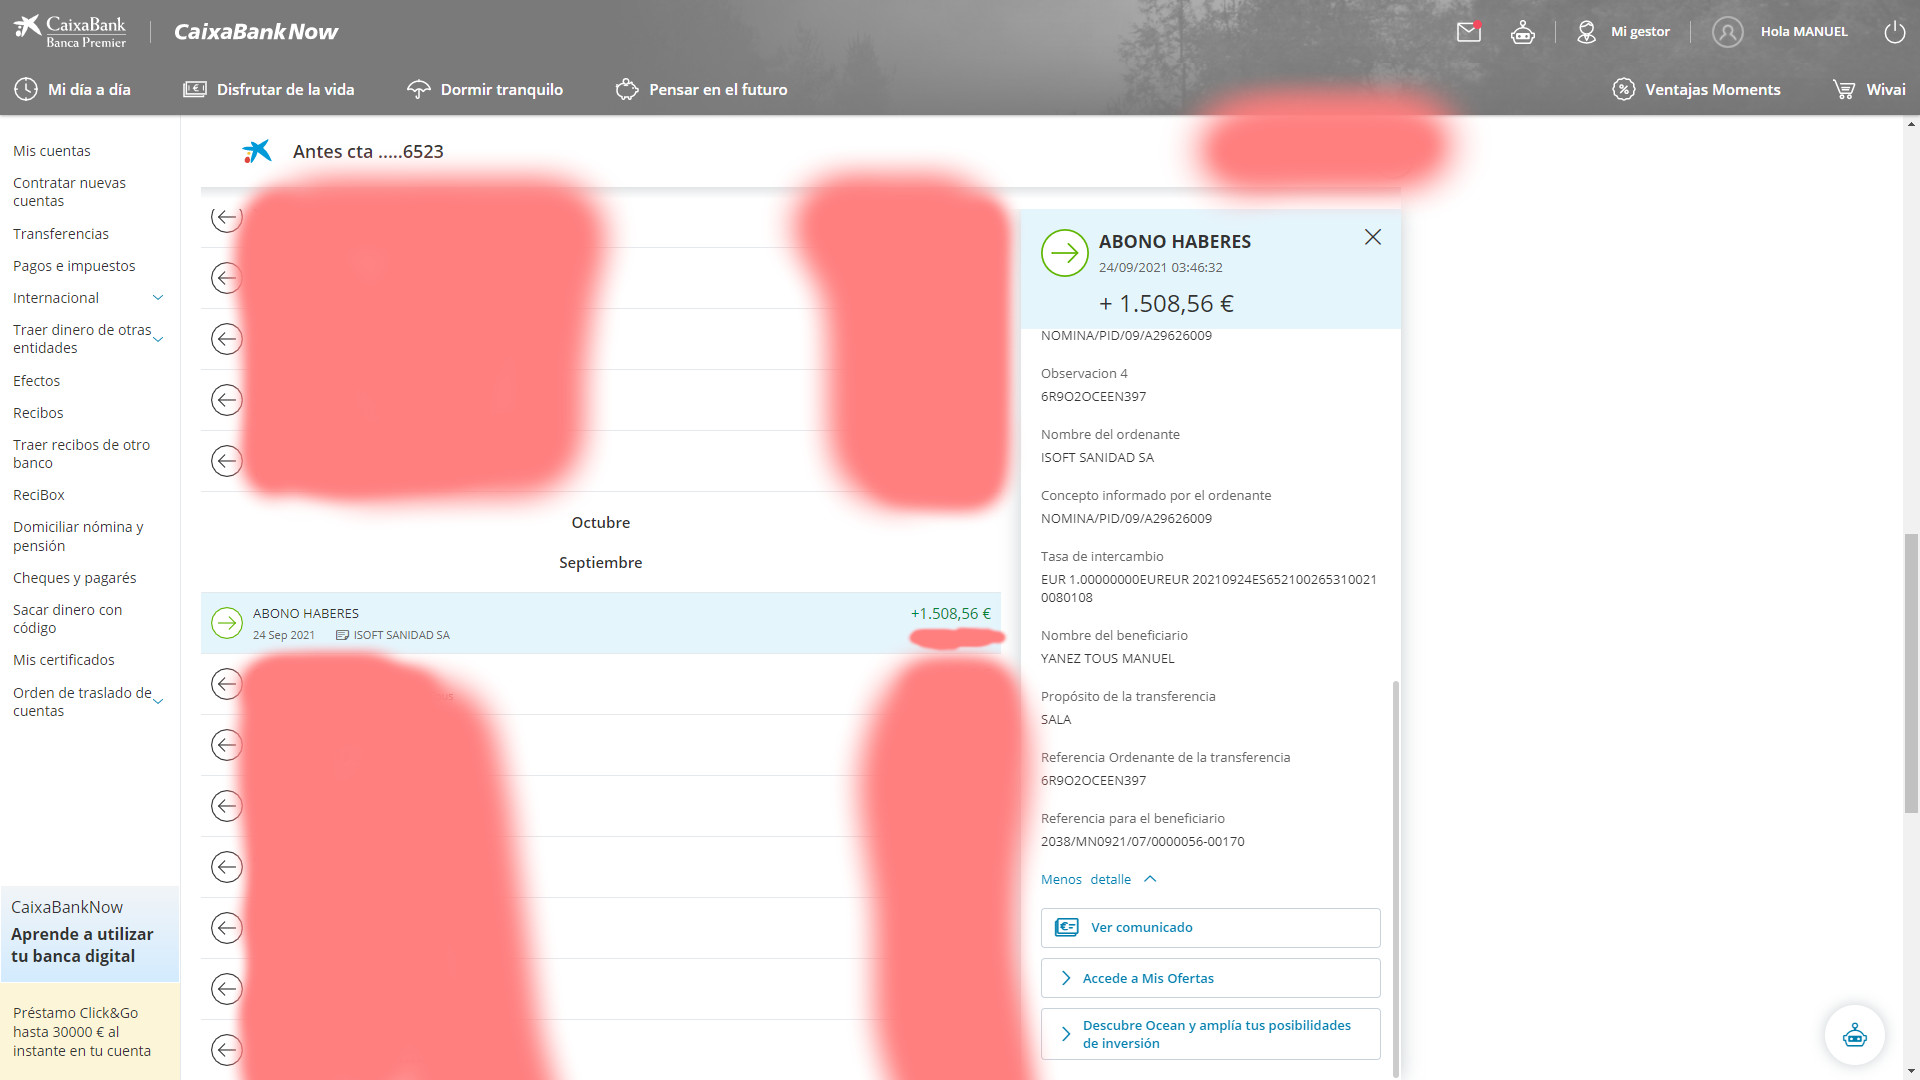 CaixaBank
Banca Premier
CaixaBankNow
Mi gestor
Hola MANUEL
Mi día a día
Disfrutar de la vida
Dormir tranquilo
Pensar en el futuro
Ventajas Moments
Wivai
Mis cuentas
Contratar nuevas
cuentas
Transferencias
Pagos e impuestos
Internacional
Traer dinero de otras
entidades
Efectos
Recibos
Traer recibos de otro
banco
ReciBox
Domiciliar nómina y
pensión
Cheques y pagarés
Sacar dinero con
código
Mis certificados
Orden de traslado de
cuentas
CaixaBankNow
Aprende a utilizar
tu banca digital
Préstamo Click&Go
hasta 30000 € al
instante en tu cuenta
Antes cta .....6523
Octubre
Septiembre
ABONO HABERES
+1.508,56 €
24 Sep 2021
ISOFT SANIDAD SA
ABONO HABERES
24/09/2021 03:46:32
+ 1.508,56 €
NOMINA/PID/09/A29626009
Observacion 4
6R9O2OCEEN397
Nombre del ordenante
ISOFT SANIDAD SA
Concepto informado por el ordenante
NOMINA/PID/09/A29626009
Tasa de intercambio
EUR 1.00000000EUREUR 20210924ES652100265310021
0080108
Nombre del beneficiario
YANEZ TOUS MANUEL
Propósito de la transferencia
SALA
Referencia Ordenante de la transferencia
6R9O2OCEEN397
Referencia para el beneficiario
2038/MN0921/07/0000056-00170
Menos detalle
Ver comunicado
Accede a Mis Ofertas
Descubre Ocean y amplía tus posibilidades
de inversión